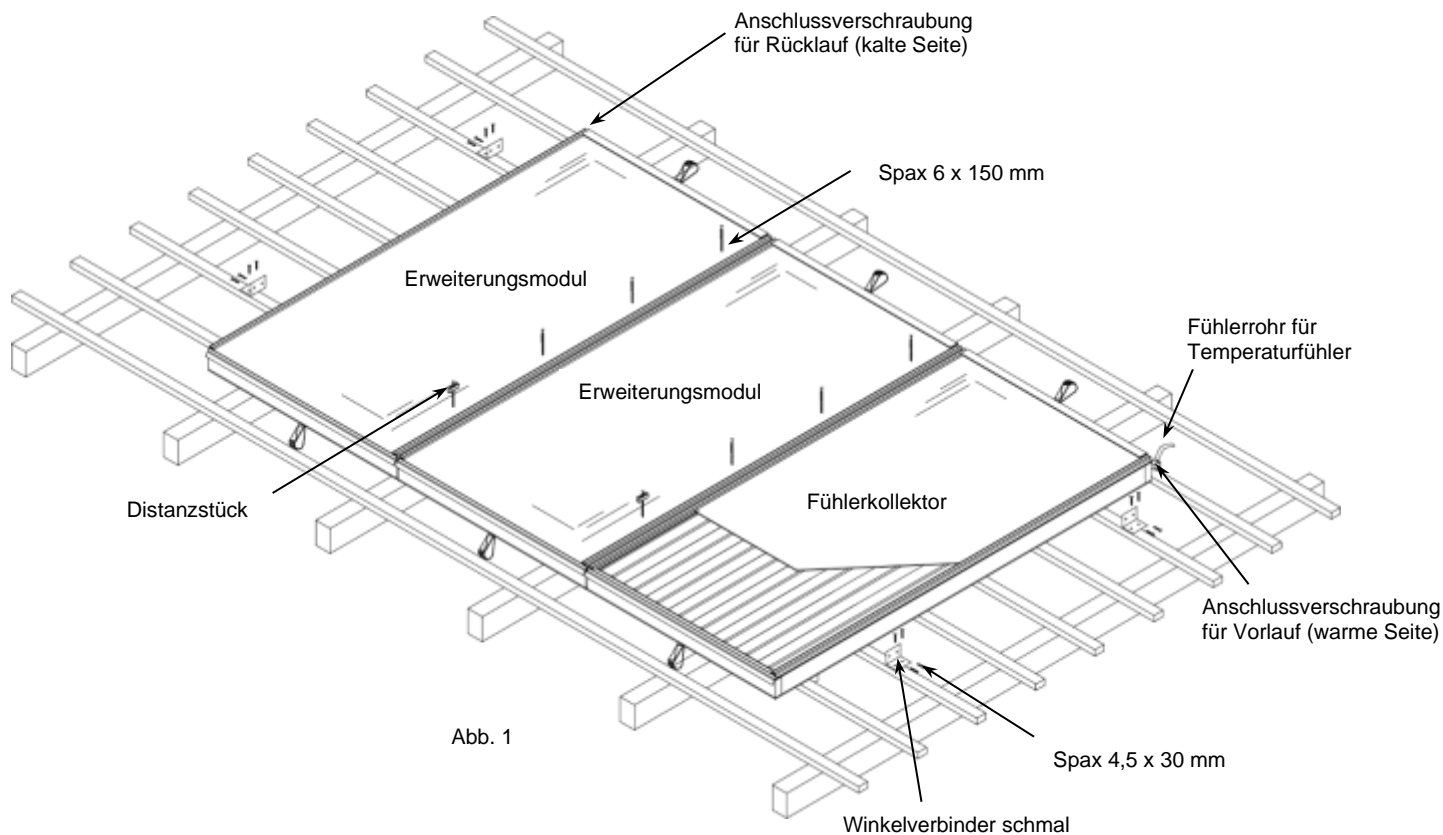 Anschlussverschraubung
für Rücklauf (kalte Seite)
Spax 6 x 150 mm
Erweiterungsmodul
Fühlerrohr für
Temperaturfühler
Erweiterungsmodul
Distanzstück
Fühlerkollektor
Anschlussverschraubung
für Vorlauf (warme Seite)
Abb. 1
Spax 4,5 x 30 mm
Winkelverbinder schmal